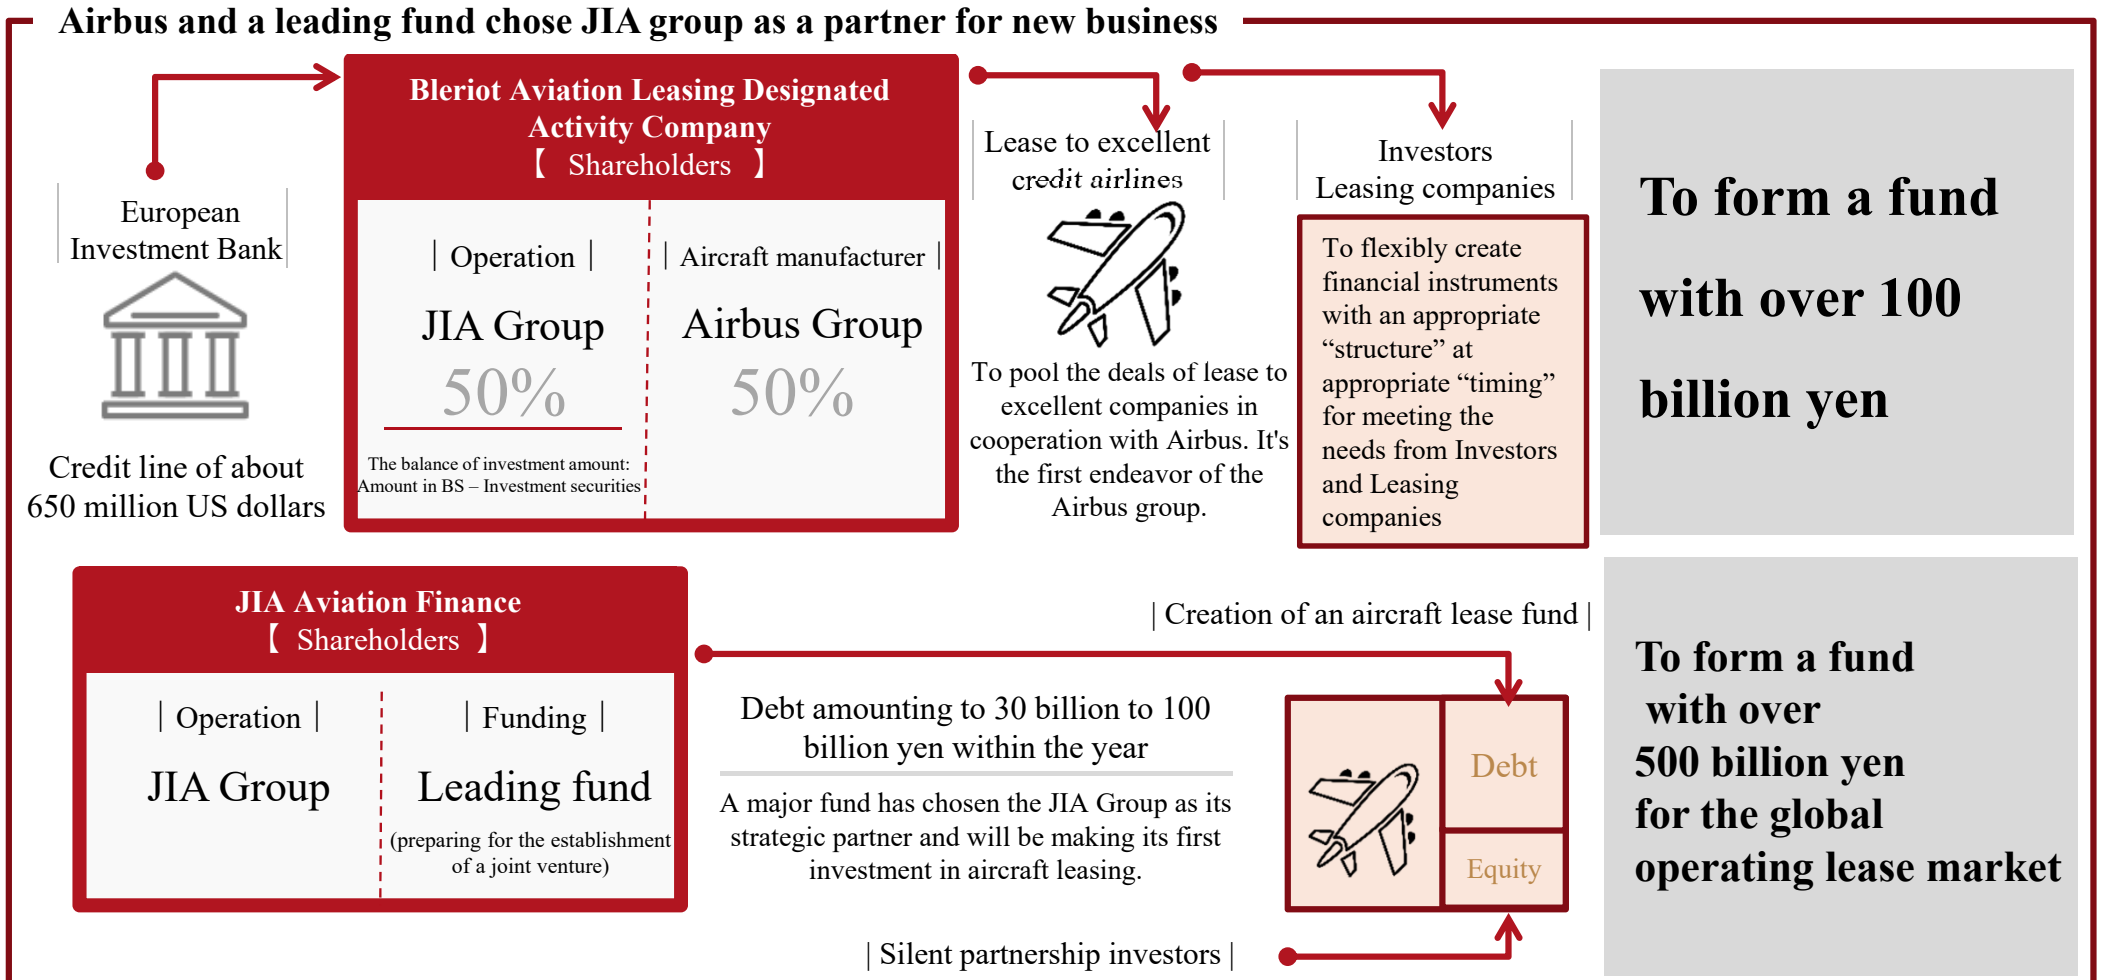 Airbus and a leading fund chose JIA group as a partner for new business
European
Investment Bank
Credit line of about
650 million US dollars
Bleriot Aviation Leasing Designated
Activity Company
【 Shareholders 】
| Operation |
JIA Group
50%
The balance of investment amount:
Amount in BS – Investment securities
| Aircraft manufacturer |
Airbus Group
50%
Lease to excellent
credit airlines
To pool the deals of lease to
excellent companies in
cooperation with Airbus. It's
the first endeavor of the
Airbus group.
Investors
Leasing companies
To flexibly create
financial instruments
with an appropriate
“structure” at
appropriate “timing”
for meeting the
needs from Investors
and Leasing
companies
To form a fund
with over 100
billion yen
JIA Aviation Finance
【 Shareholders 】
| Operation |
JIA Group
| Funding |
Leading fund
(preparing for the establishment
of a joint venture)
Debt amounting to 30 billion to 100
billion yen within the year
A major fund has chosen the JIA Group as its
strategic partner and will be making its first
investment in aircraft leasing.
| Creation of an aircraft lease fund |
Debt
Equity
| Silent partnership investors |
To form a fund
with over
500 billion yen
for the global
operating lease market